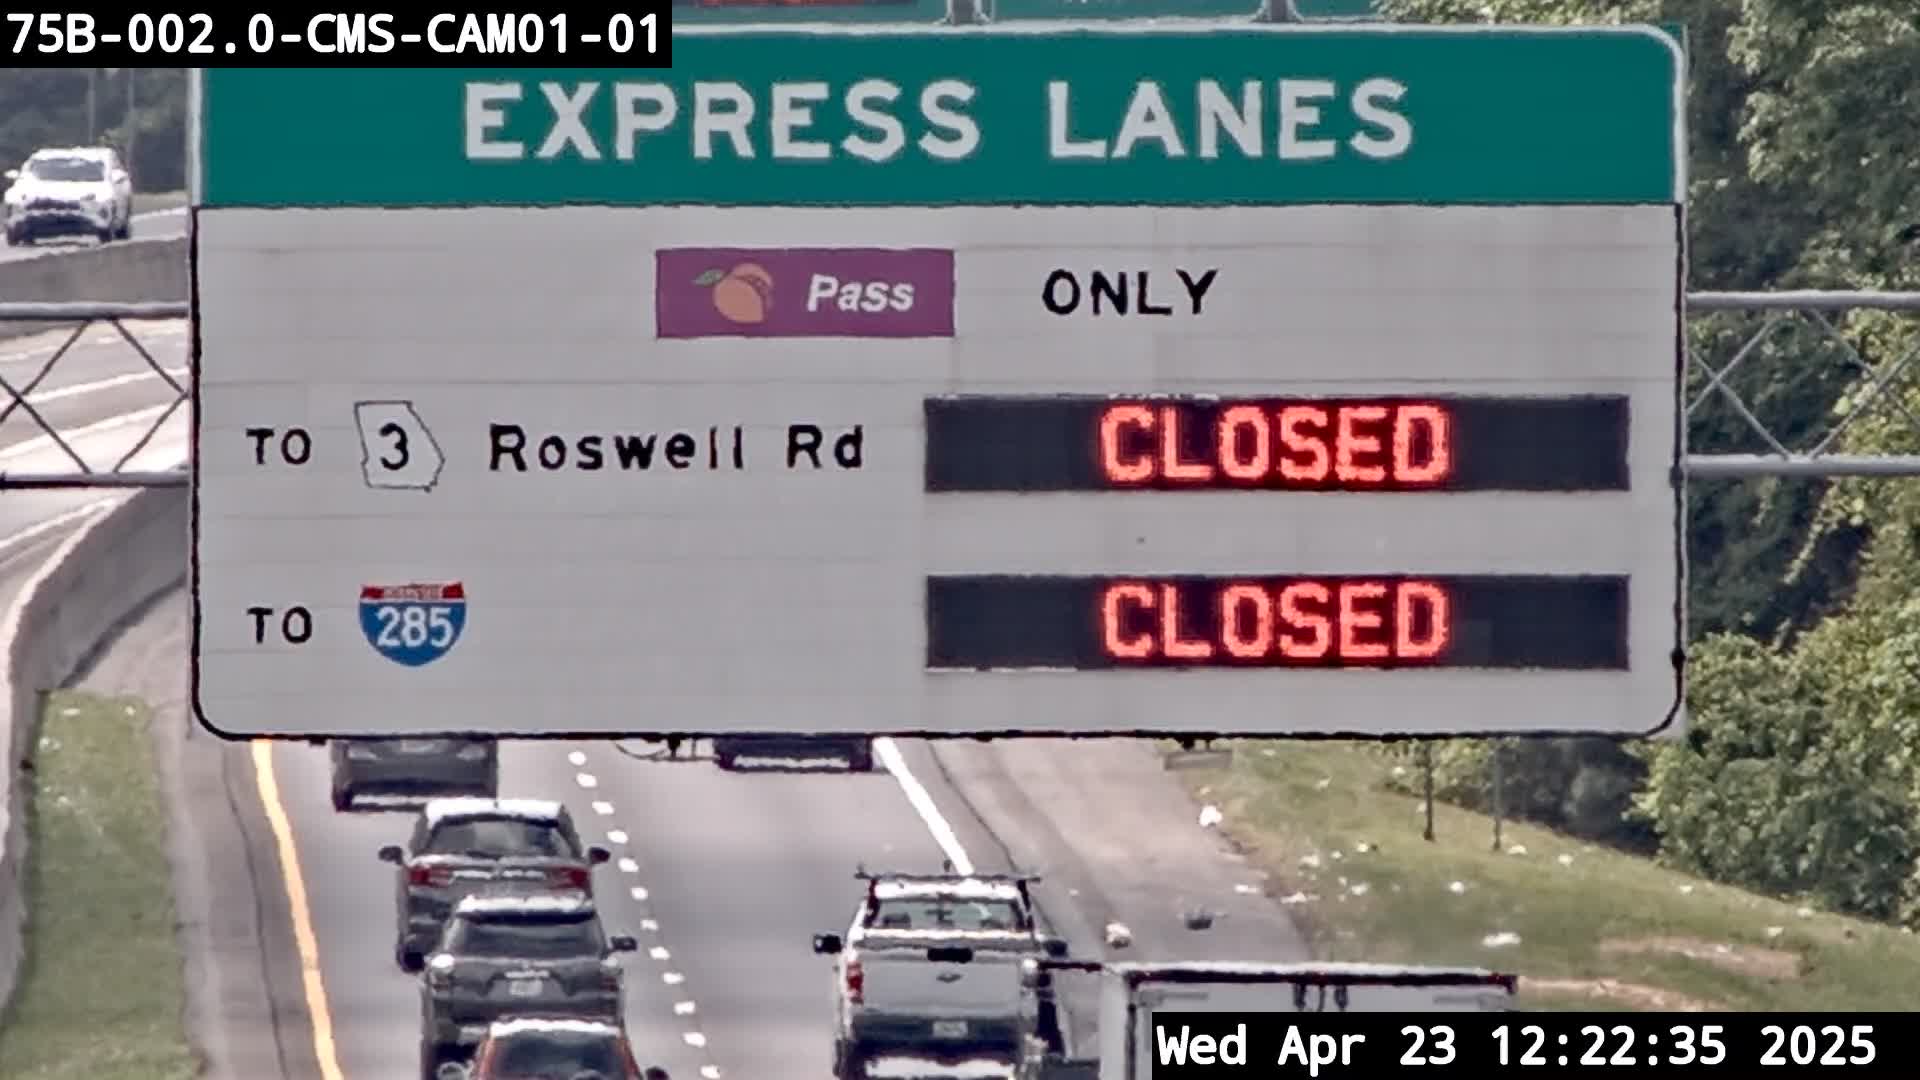 75B-002.0-CMS-CAM01-01
EXPRESS LANES
Pass ONLY
TO 3 Roswell Rd CLOSED
TO 285 CLOSED
Wed Apr 23 12:22:35 2025